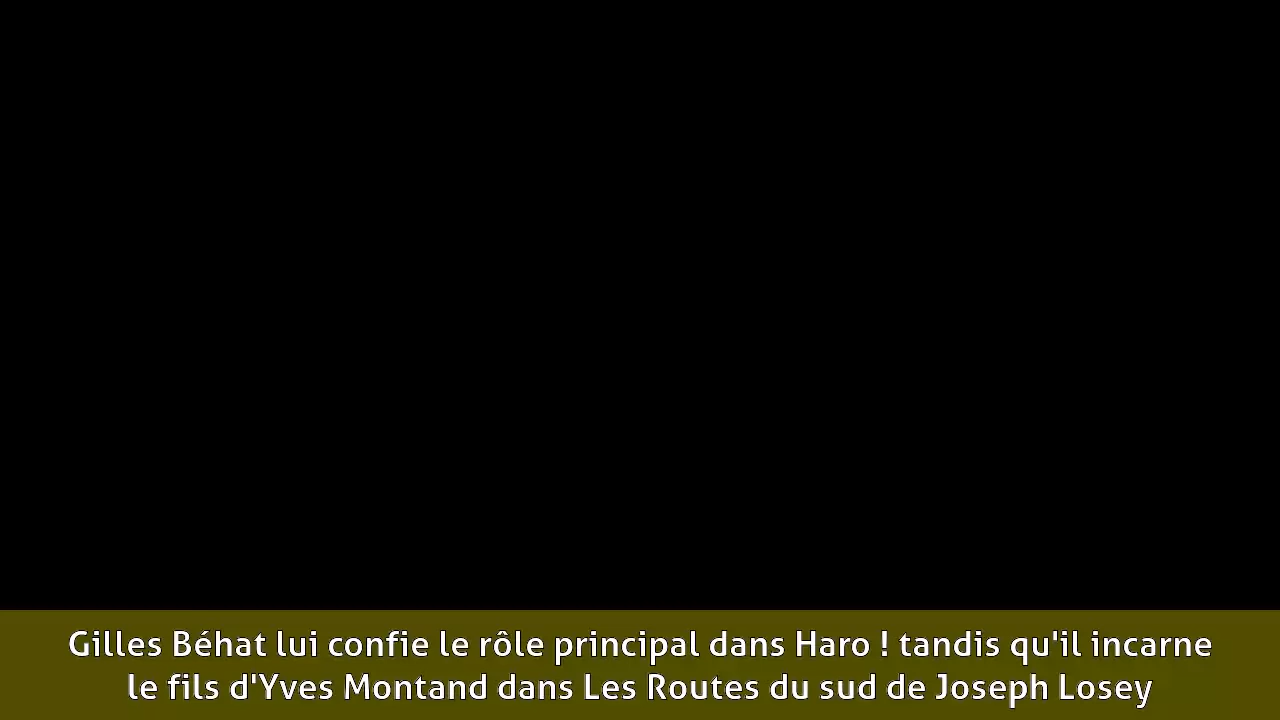 Gilles Béhat lui confie le rôle principal dans Haro ! tandis qu'il incarne
le fils d'Yves Montand dans Les Routes du sud de Joseph Losey